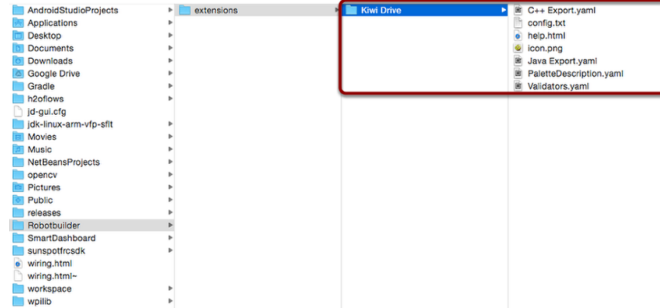 AndroidStudioProjects
Applications
Desktop
Documents
Downloads
Google Drive
Gradle
h2oflows
jd-gui.cfg
jdk-linux-arm-vfp-sflt
Movies
Music
NetBeansProjects
opencv
Pictures
Public
releases
Robotbuilder
SmartDashboard
sunspotfrcsdk
wiring.html
wiring.html~
workspace
wpilib
extensions
Kiwi Drive
C++ Export.yaml
config.txt
help.html
icon.png
Java Export.yaml
PaletteDescription.yaml
Validators.yaml